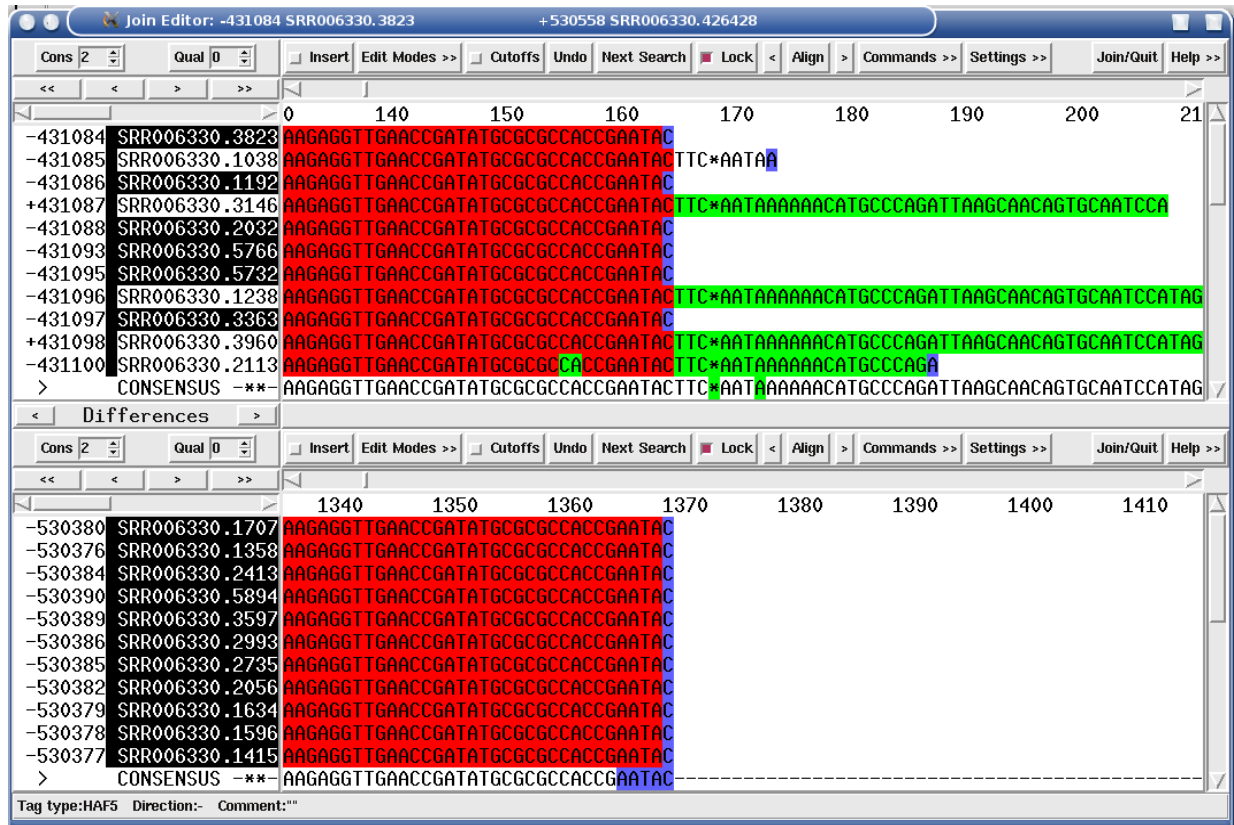 Join Editor: -431084 SRR006330.3823 +530558 SRR006330.426428
Cons 2 Qual 0 Insert Edit Modes >> Cutoffs Undo Next Search Lock < Align > Commands >> Settings >> Join/Quit Help >>
<< < > >>
0 140 150 160 170 180 190 200 21
-431084 SRR006330.3823 AAGAGGTTGAACCGATATGCGCGCCACCGAATAC
-431085 SRR006330.1038 AAGAGGTTGAACCGATATGCGCGCCACCGAATACTTC*AATAA
-431086 SRR006330.1192 AAGAGGTTGAACCGATATGCGCGCCACCGAATAC
+431087 SRR006330.3146 AAGAGGTTGAACCGATATGCGCGCCACCGAATACTTC*AATAAAAAACATGCCCAGATTAAGCAACAGTGCAATCCA
-431088 SRR006330.2032 AAGAGGTTGAACCGATATGCGCGCCACCGAATAC
-431093 SRR006330.5766 AAGAGGTTGAACCGATATGCGCGCCACCGAATAC
-431095 SRR006330.5732 AAGAGGTTGAACCGATATGCGCGCCACCGAATAC
-431096 SRR006330.1238 AAGAGGTTGAACCGATATGCGCGCCACCGAATACTTC*AATAAAAAACATGCCCAGATTAAGCAACAGTGCAATCCATAG
-431097 SRR006330.3363 AAGAGGTTGAACCGATATGCGCGCCACCGAATAC
+431098 SRR006330.3960 AAGAGGTTGAACCGATATGCGCGCCACCGAATACTTC*AATAAAAAACATGCCCAGATTAAGCAACAGTGCAATCCATAG
-431100 SRR006330.2113 AAGAGGTTGAACCGATATGCGCGCCACCGAATACTTC*AATAAAAAACATGCCCAGA
> CONSENSUS -**- AAGAGGTTGAACCGATATGCGCGCCACCGAATACTTC*AATAAAAAACATGCCCAGATTAAGCAACAGTGCAATCCATAG
< Differences >
Cons 2 Qual 0 Insert Edit Modes >> Cutoffs Undo Next Search Lock < Align > Commands >> Settings >> Join/Quit Help >>
<< < > >>
1340 1350 1360 1370 1380 1390 1400 1410
-530380 SRR006330.1707 AAGAGGTTGAACCGATATGCGCGCCACCGAATAC
-530376 SRR006330.1358 AAGAGGTTGAACCGATATGCGCGCCACCGAATAC
-530384 SRR006330.2413 AAGAGGTTGAACCGATATGCGCGCCACCGAATAC
-530390 SRR006330.5894 AAGAGGTTGAACCGATATGCGCGCCACCGAATAC
-530389 SRR006330.3597 AAGAGGTTGAACCGATATGCGCGCCACCGAATAC
-530386 SRR006330.2993 AAGAGGTTGAACCGATATGCGCGCCACCGAATAC
-530385 SRR006330.2735 AAGAGGTTGAACCGATATGCGCGCCACCGAATAC
-530382 SRR006330.2056 AAGAGGTTGAACCGATATGCGCGCCACCGAATAC
-530379 SRR006330.1634 AAGAGGTTGAACCGATATGCGCGCCACCGAATAC
-530378 SRR006330.1596 AAGAGGTTGAACCGATATGCGCGCCACCGAATAC
-530377 SRR006330.1415 AAGAGGTTGAACCGATATGCGCGCCACCGAATAC
> CONSENSUS -**- AAGAGGTTGAACCGATATGCGCGCCACCGAATAC----------------------------------------------
Tag type:HAF5 Direction:- Comment:""